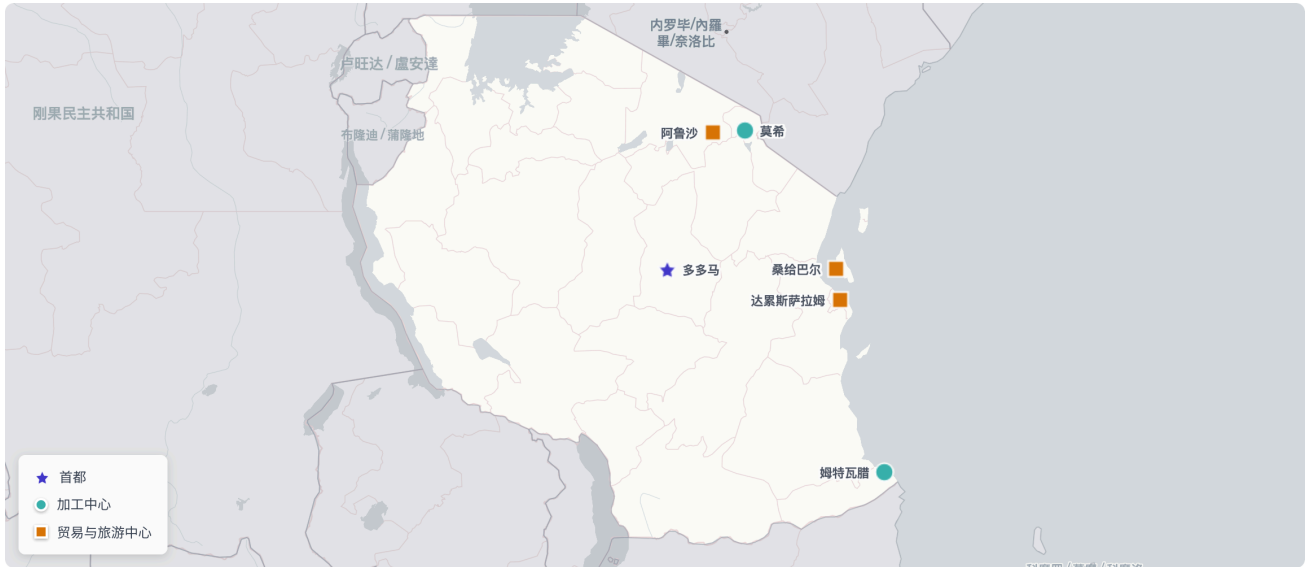 内罗毕/內羅
畢/奈洛比
卢旺达 / 盧安達
刚果民主共和国
布隆迪 / 蒲隆地
阿鲁沙
莫希
多多马
桑给巴尔
达累斯萨拉姆
姆特瓦腊
首都
加工中心
贸易与旅游中心